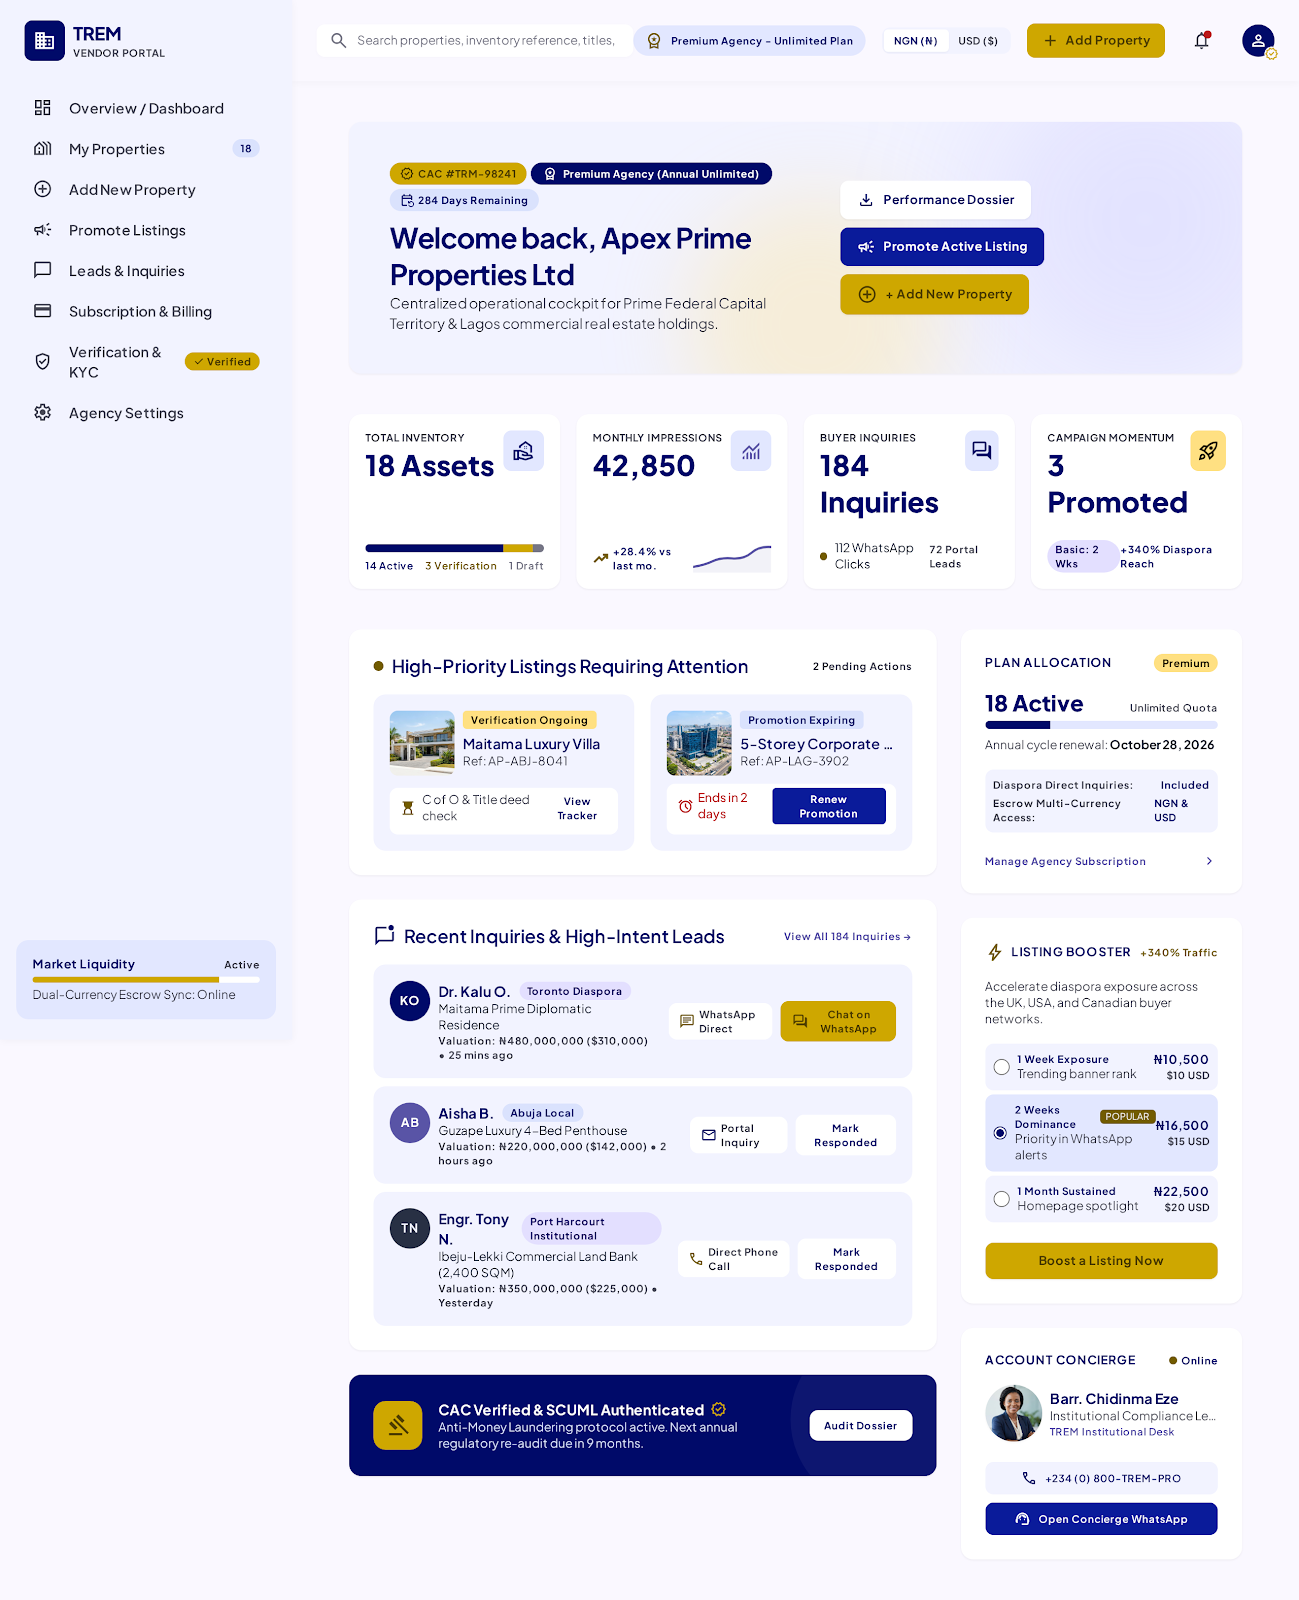 TREM
VENDOR PORTAL
Overview / Dashboard
My Properties
18
Add New Property
Promote Listings
Leads & Inquiries
Subscription & Billing
Verification &
KYC
✓ Verified
Agency Settings
Market Liquidity
Active
Dual-Currency Escrow Sync: Online
Search properties, inventory reference, titles,
Premium Agency - Unlimited Plan
NGN (₦)
USD ($)
Add Property
CAC #TRM-98241
Premium Agency (Annual Unlimited)
284 Days Remaining
Welcome back, Apex Prime
Properties Ltd
Centralized operational cockpit for Prime Federal Capital
Territory & Lagos commercial real estate holdings.
Performance Dossier
Promote Active Listing
+ Add New Property
TOTAL INVENTORY
18 Assets
14 Active
3 Verification
1 Draft
MONTHLY IMPRESSIONS
42,850
+28.4% vs
last mo.
BUYER INQUIRIES
184
Inquiries
112 WhatsApp
Clicks
72 Portal
Leads
CAMPAIGN MOMENTUM
3
Promoted
Basic: 2
Wks
+340% Diaspora
Reach
High-Priority Listings Requiring Attention
2 Pending Actions
Verification Ongoing
Maitama Luxury Villa
Ref: AP-ABJ-8041
C of O & Title deed
check
View
Tracker
Promotion Expiring
5-Storey Corporate ...
Ref: AP-LAG-3902
Ends in 2
days
Renew
Promotion
Recent Inquiries & High-Intent Leads
View All 184 Inquiries →
KO
Dr. Kalu O.
Toronto Diaspora
Maitama Prime Diplomatic
Residence
Valuation: ₦480,000,000 ($310,000)
• 25 mins ago
WhatsApp
Direct
Chat on
WhatsApp
AB
Aisha B.
Abuja Local
Guzape Luxury 4-Bed Penthouse
Valuation: ₦220,000,000 ($142,000) • 2
hours ago
Portal
Inquiry
Mark
Responded
TN
Engr. Tony
N.
Port Harcourt
Institutional
Ibeju-Lekki Commercial Land Bank
(2,400 SQM)
Valuation: ₦350,000,000 ($225,000) •
Yesterday
Direct Phone
Call
Mark
Responded
CAC Verified & SCUML Authenticated
Anti-Money Laundering protocol active. Next annual
regulatory re-audit due in 9 months.
Audit Dossier
PLAN ALLOCATION
Premium
18 Active
Unlimited Quota
Annual cycle renewal: October 28, 2026
Diaspora Direct Inquiries:
Included
Escrow Multi-Currency
Access:
NGN &
USD
Manage Agency Subscription
LISTING BOOSTER
+340% Traffic
Accelerate diaspora exposure across
the UK, USA, and Canadian buyer
networks.
1 Week Exposure
Trending banner rank
₦10,500
$10 USD
2 Weeks
Dominance
POPULAR
Priority in WhatsApp
alerts
₦16,500
$15 USD
1 Month Sustained
Homepage spotlight
₦22,500
$20 USD
Boost a Listing Now
ACCOUNT CONCIERGE
Online
Barr. Chidinma Eze
Institutional Compliance Le...
TREM Institutional Desk
+234 (0) 800-TREM-PRO
Open Concierge WhatsApp